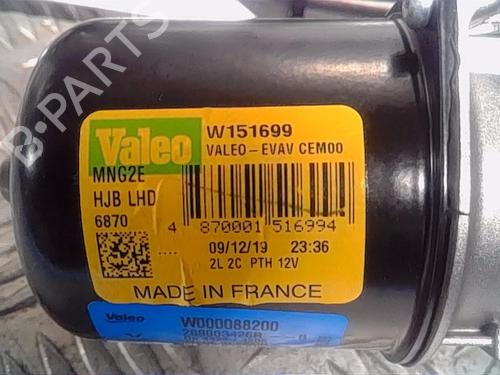 B-PARTS
Valeo
W151699
VALEO-EVAV CEM00
MNG2E
HJB LHD
6870
4 870001 516994
....
09/12/19 23:36
2L 2C PTH 12V
MADE IN FRANCE
Valeo
W000088200